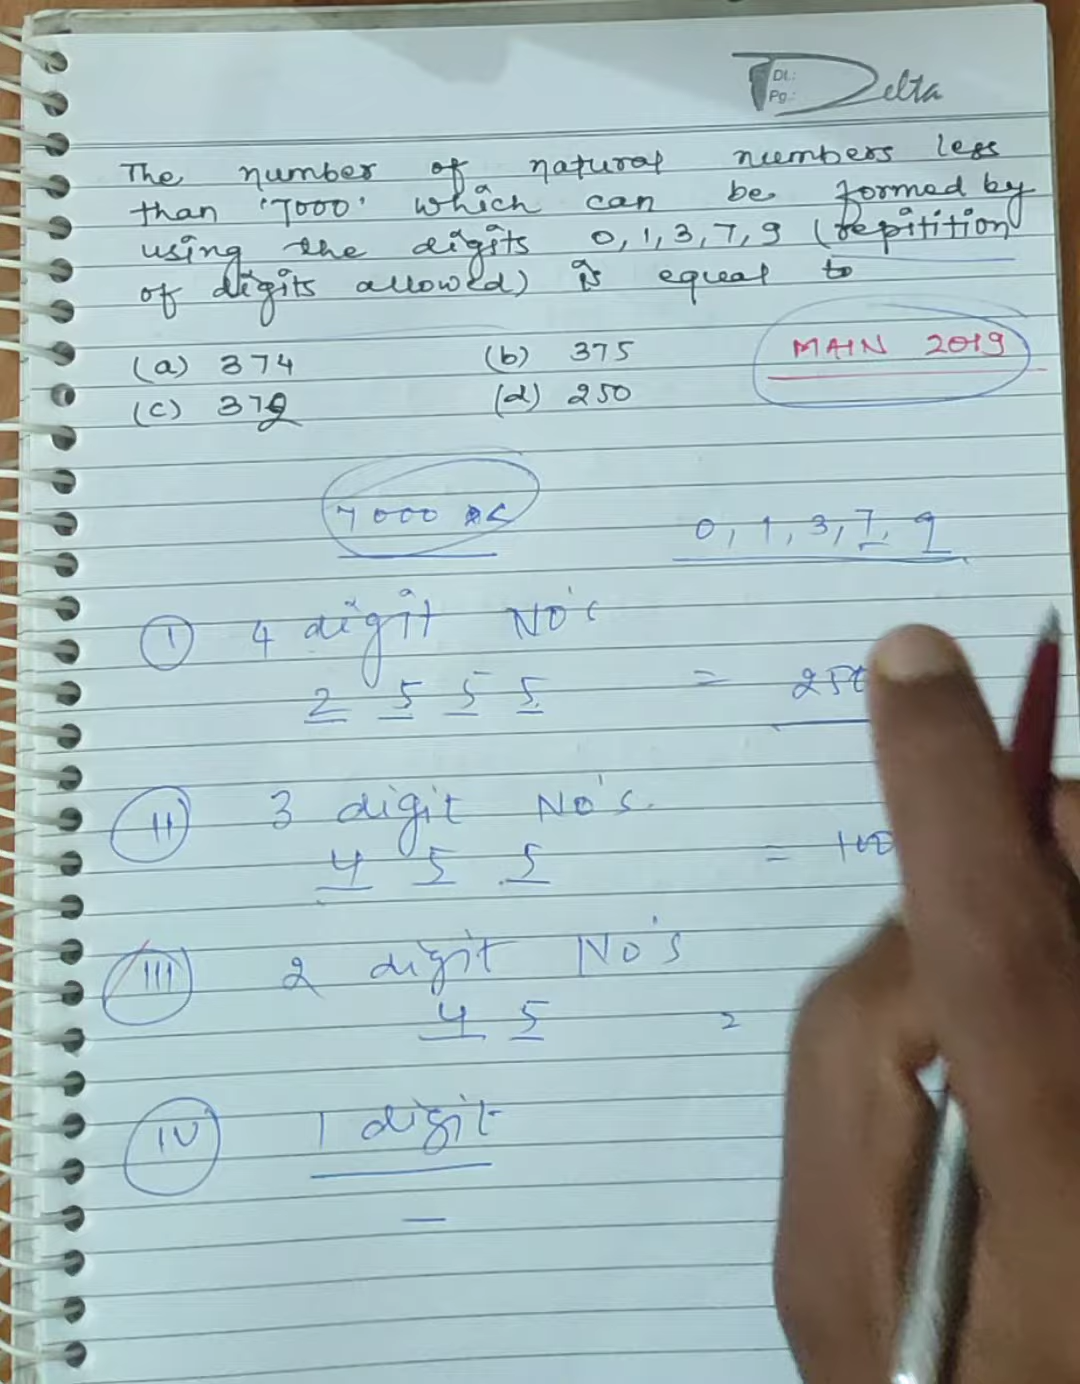 Dt.:
Pg.:
Delta
The number of natural numbers less
than '7000' which can be formed by
using the digits 0, 1, 3, 7, 9 (repitition
of digits allowed) is equal to
(a) 374 (b) 375 MAIN 2019
(c) 372 (d) 250
7000 <
0, 1, 3, 7, 9
I 4 digit NO's
2 5 5 5 =
II 3 digit NO's.
4 5 5 = 100
III 2 digit NO's
4 5 =
IV 1 digit